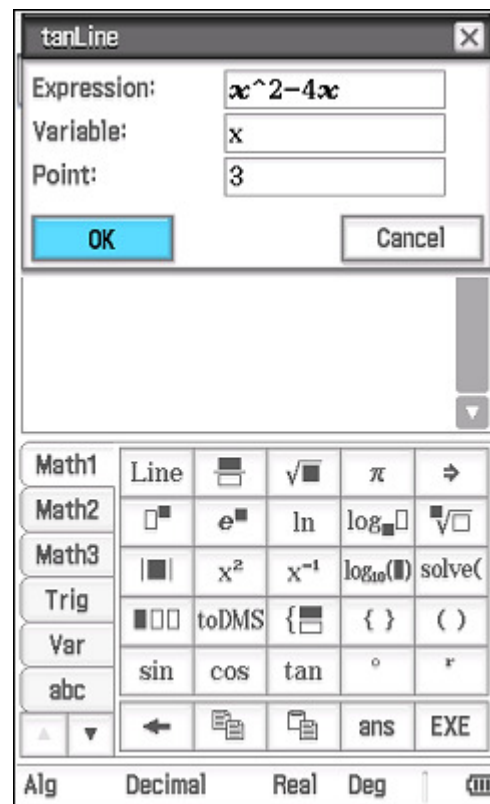 tanLine
Expression: x^2-4x
Variable: x
Point: 3
OK Cancel
Math1 Line √■ π ⇒
Math2 □■ e■ ln log■□ ■√□
Math3 |■| x² x⁻¹ log₁₀(■) solve(
Trig ■□□ toDMS { { } ( )
Var sin cos tan ° r
abc
ans EXE
Alg Decimal Real Deg